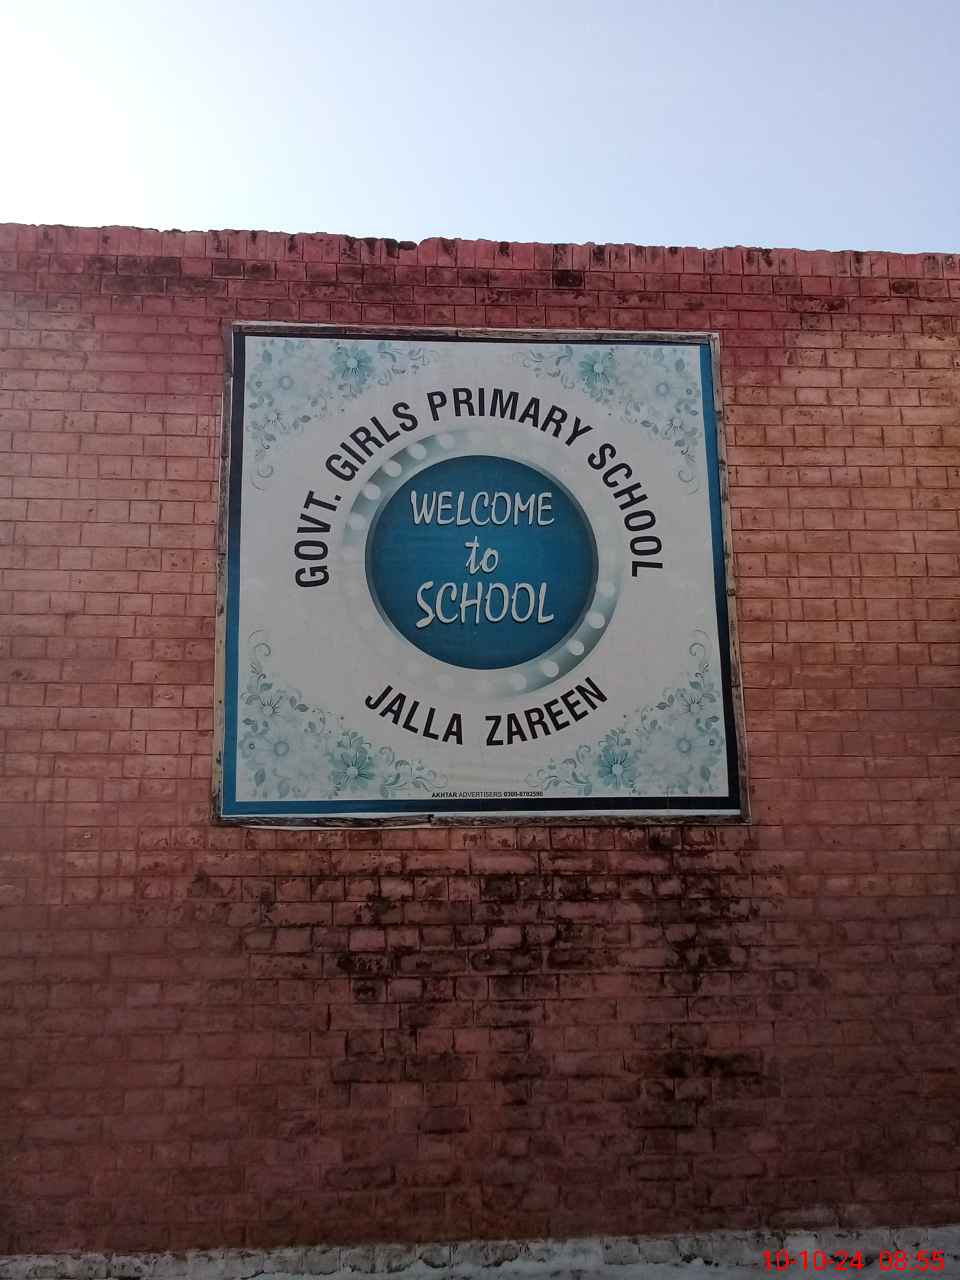 GOVT. GIRLS PRIMARY SCHOOL
WELCOME
to
SCHOOL
JALLA ZAREEN
AKHTAR ADVERTISERS
10-10-24 08:55